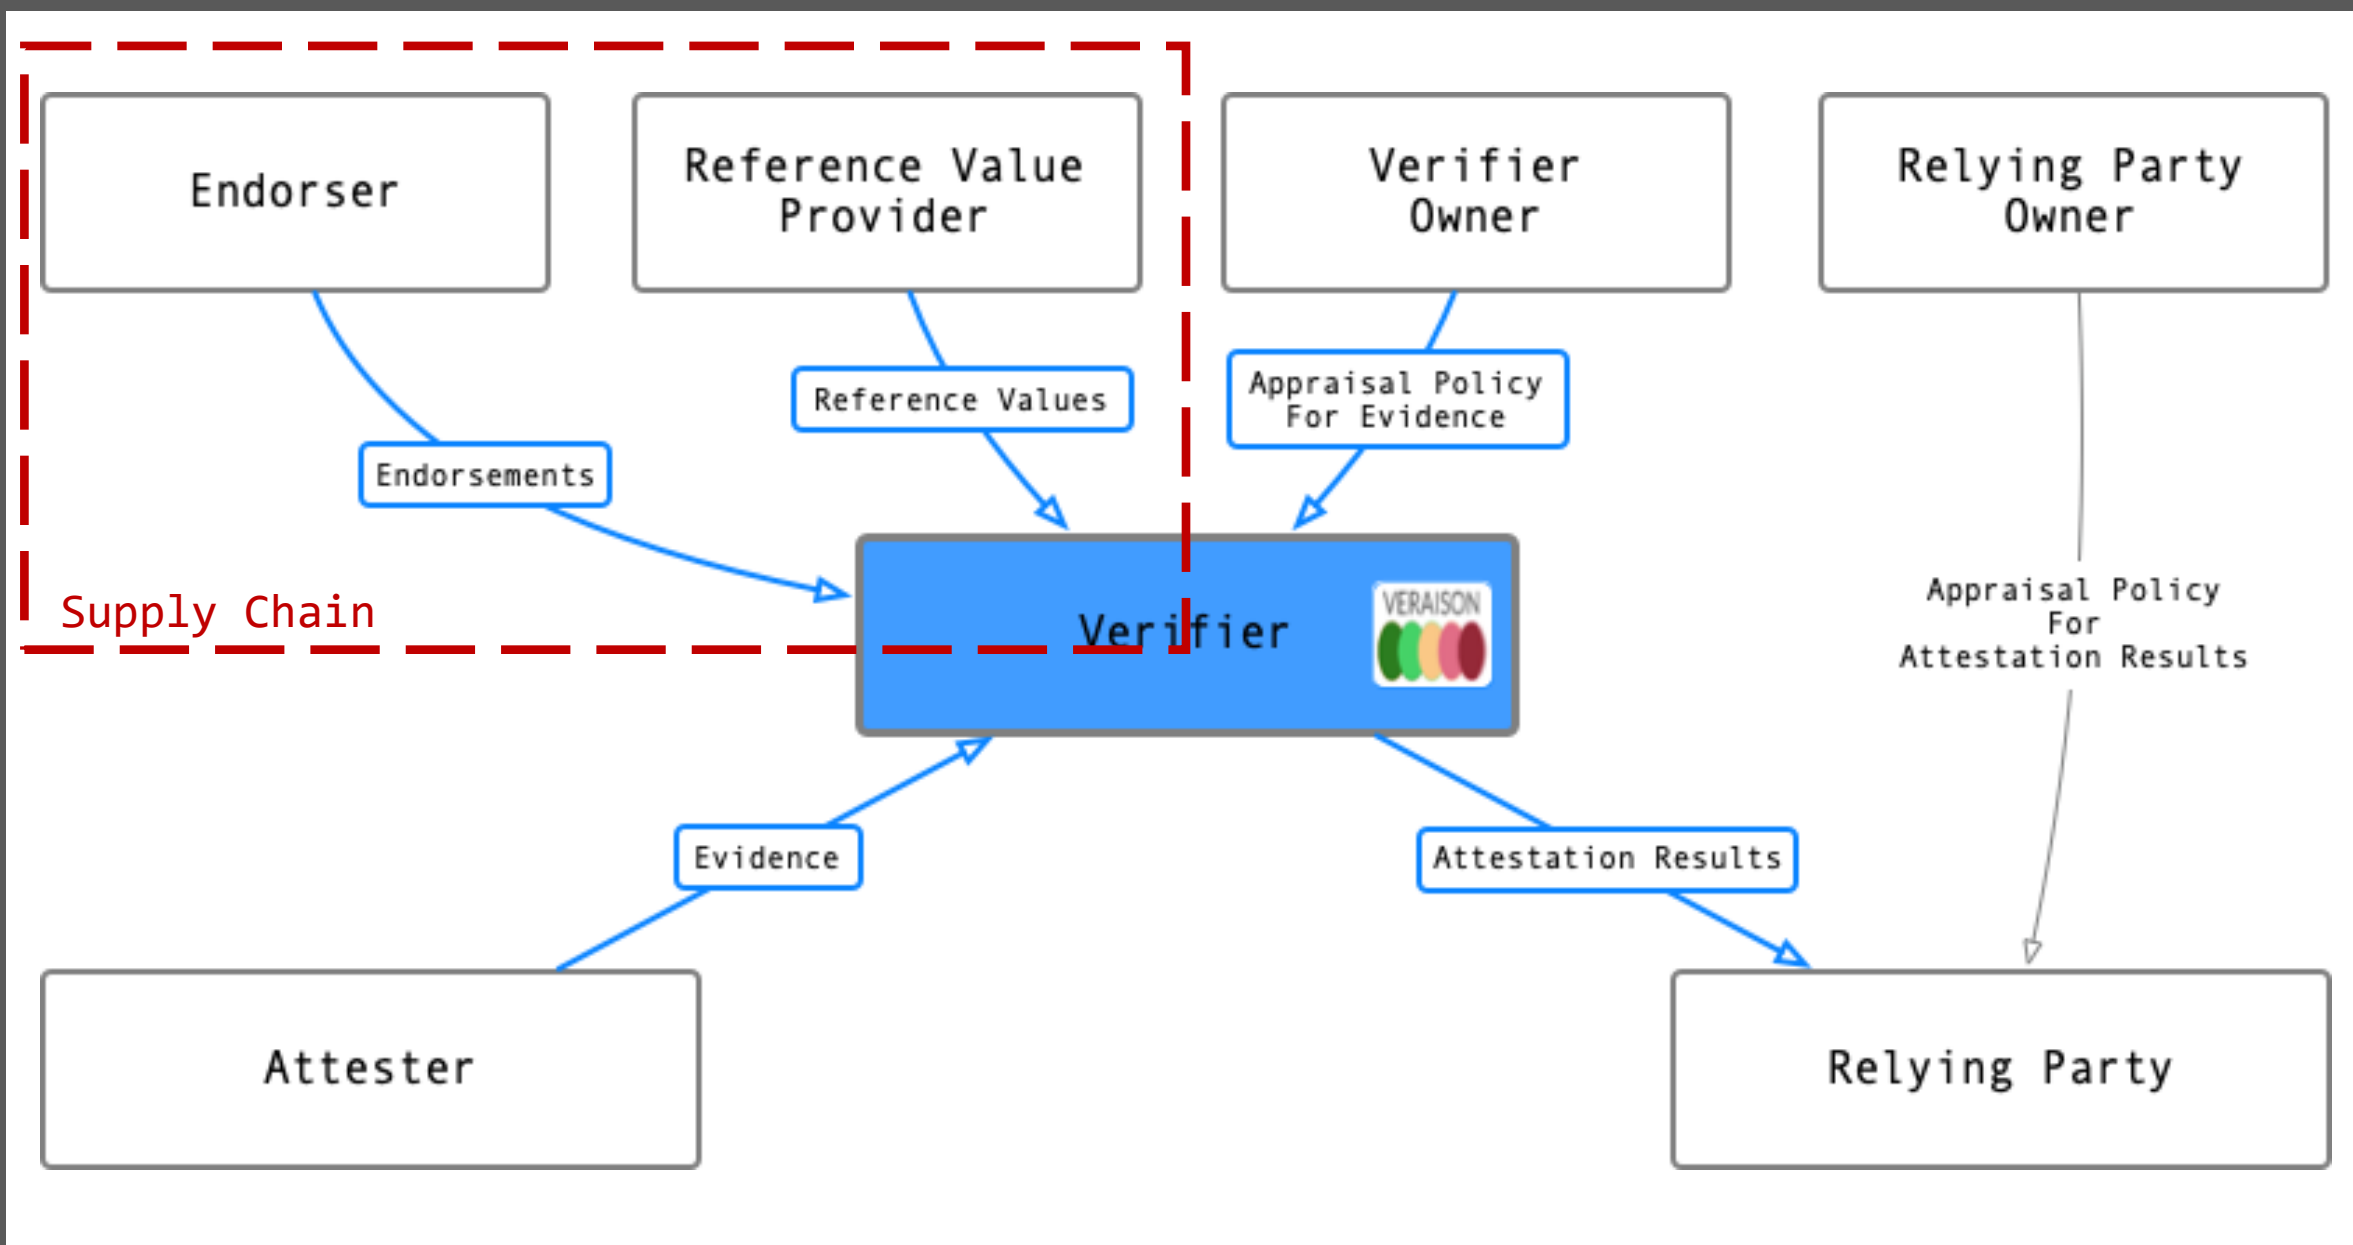 Endorser
Reference Value
Provider
Verifier
Owner
Relying Party
Owner
Reference Values
Appraisal Policy
For Evidence
Endorsements
Supply Chain
Verifier
VERAISON
Appraisal Policy
For
Attestation Results
Evidence
Attestation Results
Attester
Relying Party